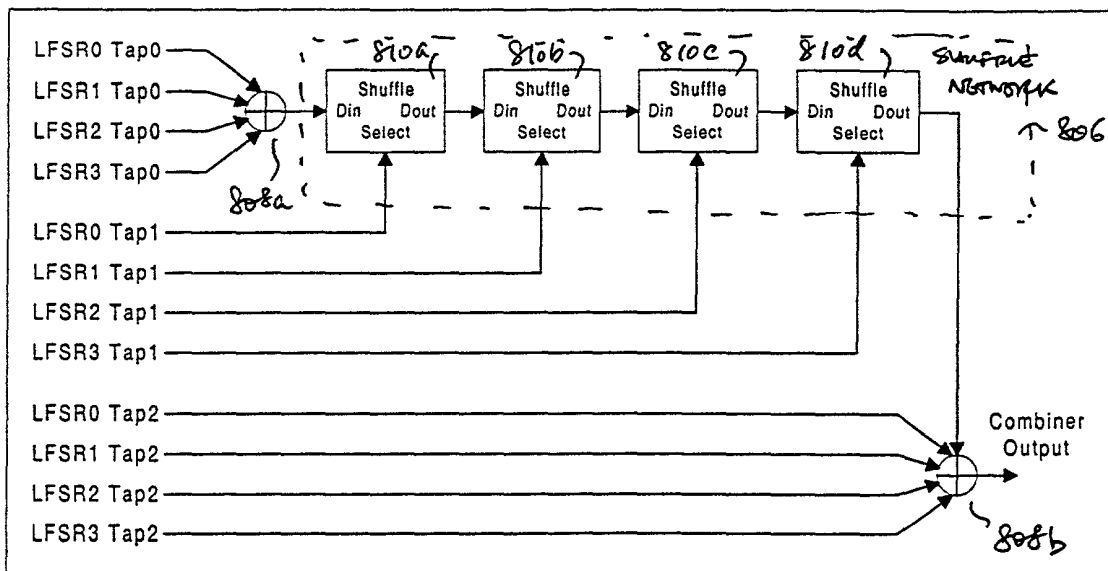 LFSR0 Tap0
LFSR1 Tap0
LFSR2 Tap0
LFSR3 Tap0
808a
810a
810b
810c
810d
SHUFFLE
NETWORK
806
Shuffle
Din Dout
Select
Shuffle
Din Dout
Select
Shuffle
Din Dout
Select
Shuffle
Din Dout
Select
LFSR0 Tap1
LFSR1 Tap1
LFSR2 Tap1
LFSR3 Tap1
LFSR0 Tap2
LFSR1 Tap2
LFSR2 Tap2
LFSR3 Tap2
Combiner
Output
808b